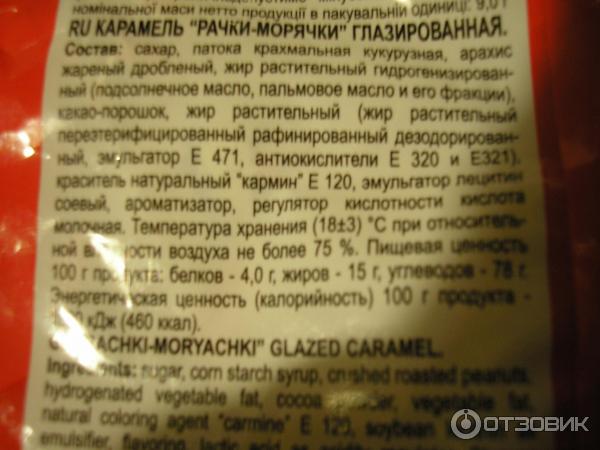 номінальної маси нетто продукції в пакувальній одиниці: 9,0 г
RU КАРАМЕЛЬ "РАЧКИ-МОРЯЧКИ" ГЛАЗИРОВАННАЯ.
Состав: сахар, патока крахмальная кукурузная, арахис
жареный дробленый, жир растительный гидрогенизирован-
ный (подсолнечное масло, пальмовое масло и его фракции),
какао-порошок, жир растительный (жир растительный
переэтерифицированный рафинированный дезодорирован-
ный, эмульгатор Е 471, антиокислители Е 320 и Е321),
краситель натуральный "кармин" Е 120, эмульгатор лецитин
соевый, ароматизатор, регулятор кислотности кислота
молочная. Температура хранения (18±3) °С при относитель-
ной влажности воздуха не более 75 %. Пищевая ценность
100 г продукта: белков - 4,0 г, жиров - 15 г, углеводов - 78 г.
Энергетическая ценность (калорийность) 100 г продукта -
кДж (460 ккал).
"RACHKI-MORYACHKI" GLAZED CARAMEL.
Ingredients: sugar, corn starch syrup, crushed roasted peanuts,
hydrogenated vegetable fat, cocoa powder, vegetable fat,
natural coloring agent "carmine" E 120, soybean
emulsifier, flavoring, lactic acid as acidity
ОТЗОВИК